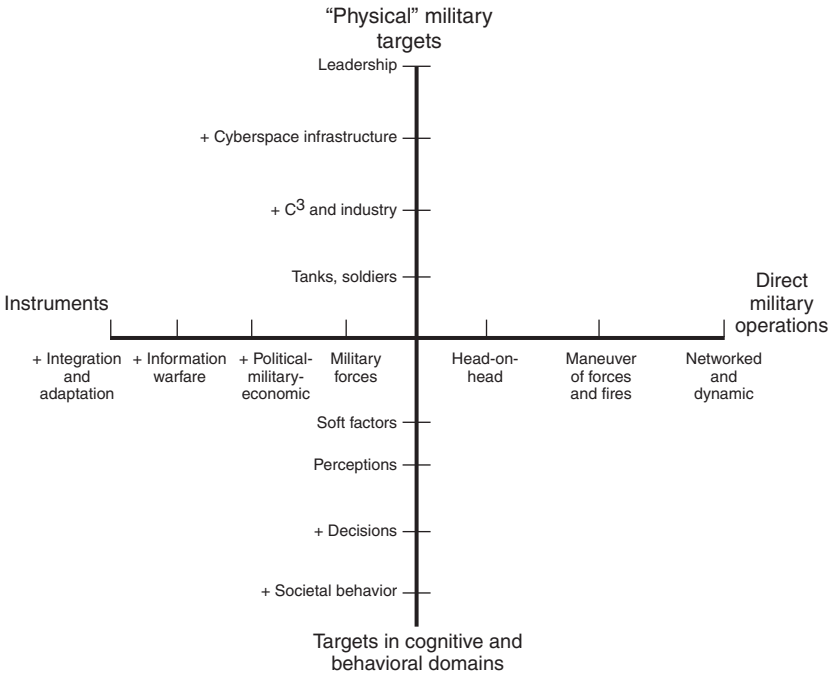 “Physical” military
targets
Leadership
+ Cyberspace infrastructure
+ C3 and industry
Tanks, soldiers
Instruments
Direct
military
operations
+ Integration
and
adaptation
+ Information
warfare
+ Political-
military-
economic
Military
forces
Head-on-
head
Maneuver
of forces
and fires
Networked
and
dynamic
Soft factors
Perceptions
+ Decisions
+ Societal behavior
Targets in cognitive and
behavioral domains